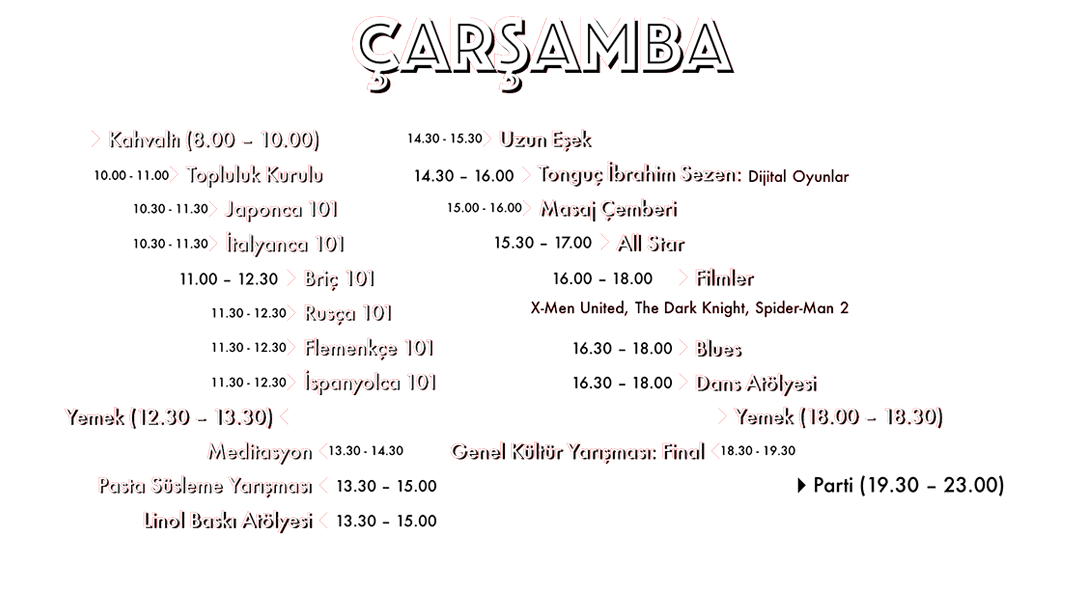 ÇARŞAMBA
Kahvaltı (8.00 – 10.00)
10.00 - 11.00 Topluluk Kurulu
10.30 - 11.30 Japonca 101
10.30 - 11.30 İtalyanca 101
11.00 – 12.30 Briç 101
11.30 - 12.30 Rusça 101
11.30 - 12.30 Flemenkçe 101
11.30 - 12.30 İspanyolca 101
Yemek (12.30 – 13.30)
Meditasyon 13.30 - 14.30
Pasta Süsleme Yarışması 13.30 – 15.00
Linol Baskı Atölyesi 13.30 – 15.00
14.30 - 15.30 Uzun Eşek
14.30 – 16.00 Tonguç İbrahim Sezen: Dijital Oyunlar
15.00 - 16.00 Masaj Çemberi
15.30 – 17.00 All Star
16.00 – 18.00 Filmler
X-Men United, The Dark Knight, Spider-Man 2
16.30 – 18.00 Blues
16.30 – 18.00 Dans Atölyesi
Yemek (18.00 – 18.30)
Genel Kültür Yarışması: Final 18.30 - 19.30
Parti (19.30 – 23.00)